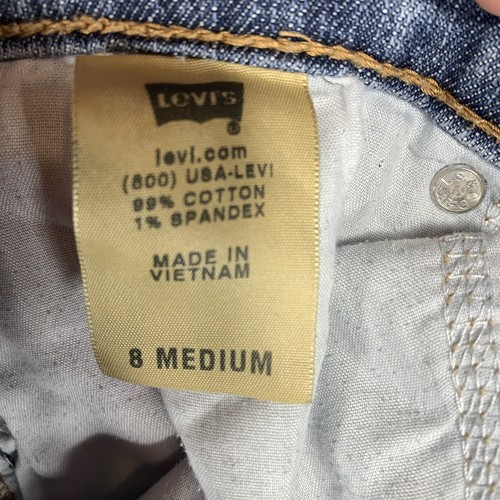 LEVI'S
®
levi.com
(800) USA-LEVI
99% COTTON
1% SPANDEX
MADE IN
VIETNAM
8 MEDIUM